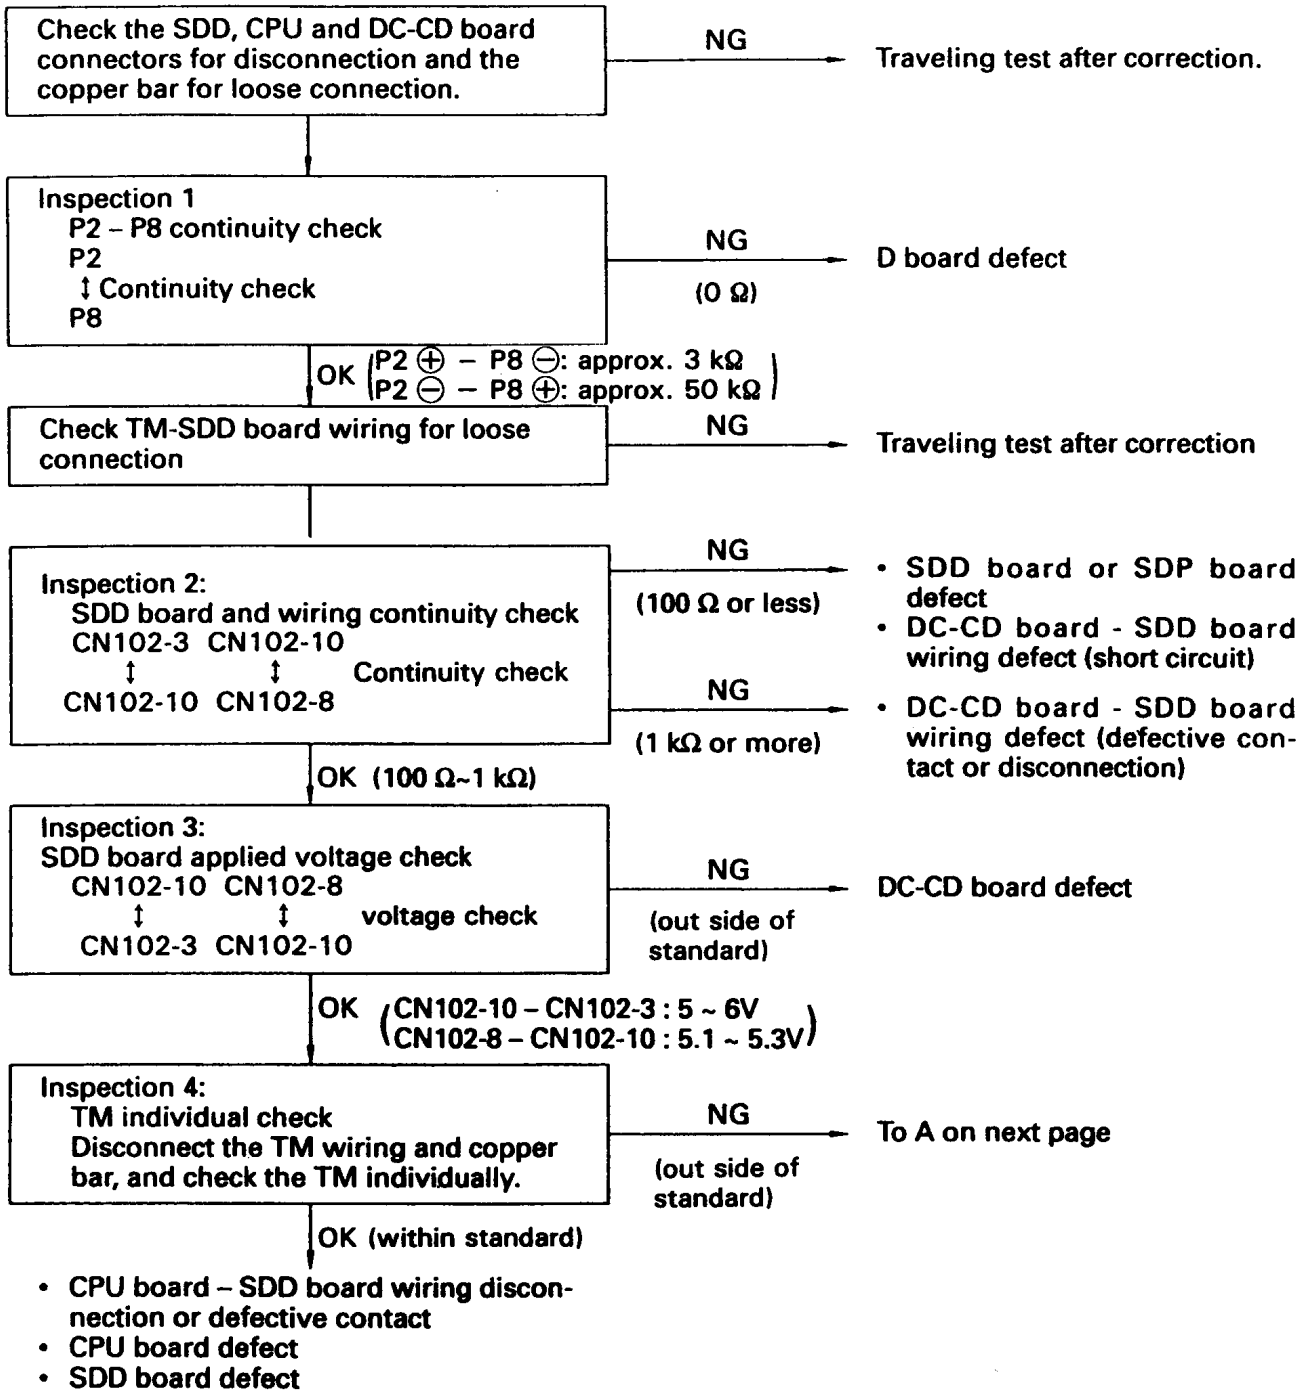 Check the SDD, CPU and DC-CD board
connectors for disconnection and the
copper bar for loose connection.
NG
Traveling test after correction.
Inspection 1
P2 – P8 continuity check
P2
↕ Continuity check
P8
NG
(0 Ω)
D board defect
OK (P2 ⊕ – P8 ⊖: approx. 3 kΩ
P2 ⊖ – P8 ⊕: approx. 50 kΩ)
Check TM-SDD board wiring for loose
connection
NG
Traveling test after correction
Inspection 2:
SDD board and wiring continuity check
CN102-3 CN102-10
↕ ↕ Continuity check
CN102-10 CN102-8
NG
(100 Ω or less)
• SDD board or SDP board
defect
• DC-CD board - SDD board
wiring defect (short circuit)
NG
(1 kΩ or more)
• DC-CD board - SDD board
wiring defect (defective con-
tact or disconnection)
OK (100 Ω~1 kΩ)
Inspection 3:
SDD board applied voltage check
CN102-10 CN102-8
↕ ↕ voltage check
CN102-3 CN102-10
NG
(out side of
standard)
DC-CD board defect
OK (CN102-10 – CN102-3 : 5 ~ 6V
CN102-8 – CN102-10 : 5.1 ~ 5.3V)
Inspection 4:
TM individual check
Disconnect the TM wiring and copper
bar, and check the TM individually.
NG
(out side of
standard)
To A on next page
OK (within standard)
• CPU board – SDD board wiring discon-
nection or defective contact
• CPU board defect
• SDD board defect